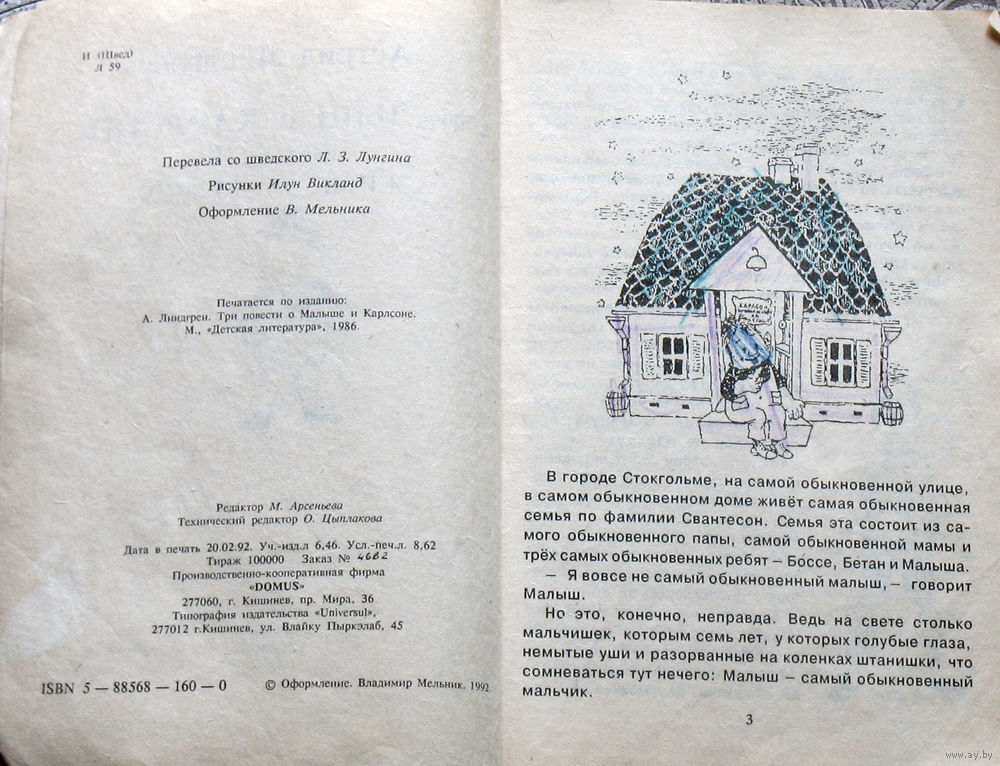 И (Швед)
Л 59
Перевела со шведского Л. З. Лунгина
Рисунки Илун Викланд
Оформление В. Мельника
Печатается по изданию:
А. Линдгрен. Три повести о Малыше и Карлсоне.
М., «Детская литература», 1986.
Редактор М. Арсеньева
Технический редактор О. Цыплакова
Дата в печать 20.02.92. Уч.-изд.л 6,46. Усл.-печ.л. 8,62
Тираж 100000 Заказ № 4682
Производственно-кооперативная фирма
«DOMUS»
277060, г. Кишинев, пр. Мира, 36
Типография издательства «Universul»,
277012 г.Кишинев, ул. Влайку Пыркэлаб, 45
ISBN 5 — 88568 — 160 — 0 © Оформление. Владимир Мельник, 1992.
КАРЛСОН
В городе Стокгольме, на самой обыкновенной улице,
в самом обыкновенном доме живёт самая обыкновенная
семья по фамилии Свантесон. Семья эта состоит из са-
мого обыкновенного папы, самой обыкновенной мамы и
трёх самых обыкновенных ребят — Бо́ссе, Бе́тан и Малыша.
— Я вовсе не самый обыкновенный малыш, — говорит
Малыш.
Но это, конечно, неправда. Ведь на свете столько
мальчишек, которым семь лет, у которых голубые глаза,
немытые уши и разорванные на коленках штанишки, что
сомневаться тут нечего: Малыш — самый обыкновенный
мальчик.
3
www.ay.by